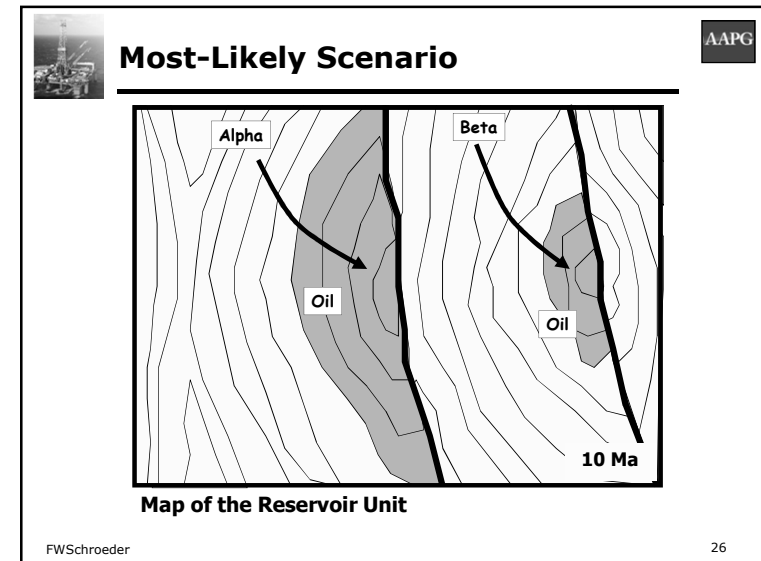 AAPG
Most-Likely Scenario
Alpha
Beta
Oil
Oil
10 Ma
Map of the Reservoir Unit
FWSchroeder
26